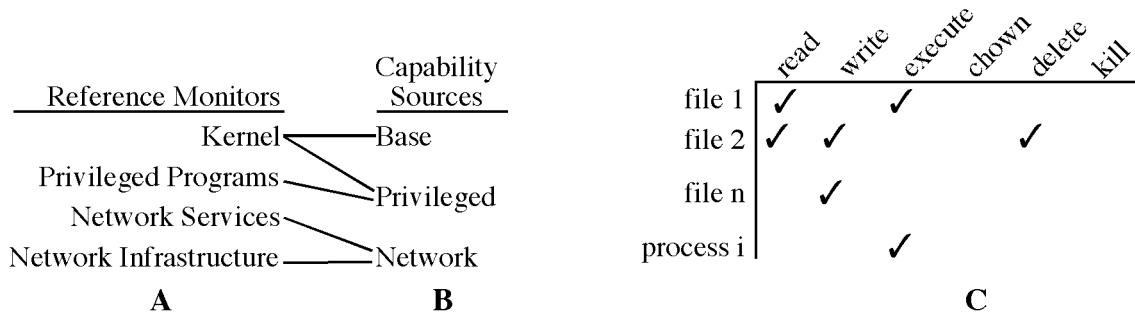 Reference Monitors
Capability
Sources
Kernel
Base
Privileged Programs
Privileged
Network Services
Network Infrastructure
Network
A
B
read
write
execute
chown
delete
kill
file 1
file 2
file n
process i
C